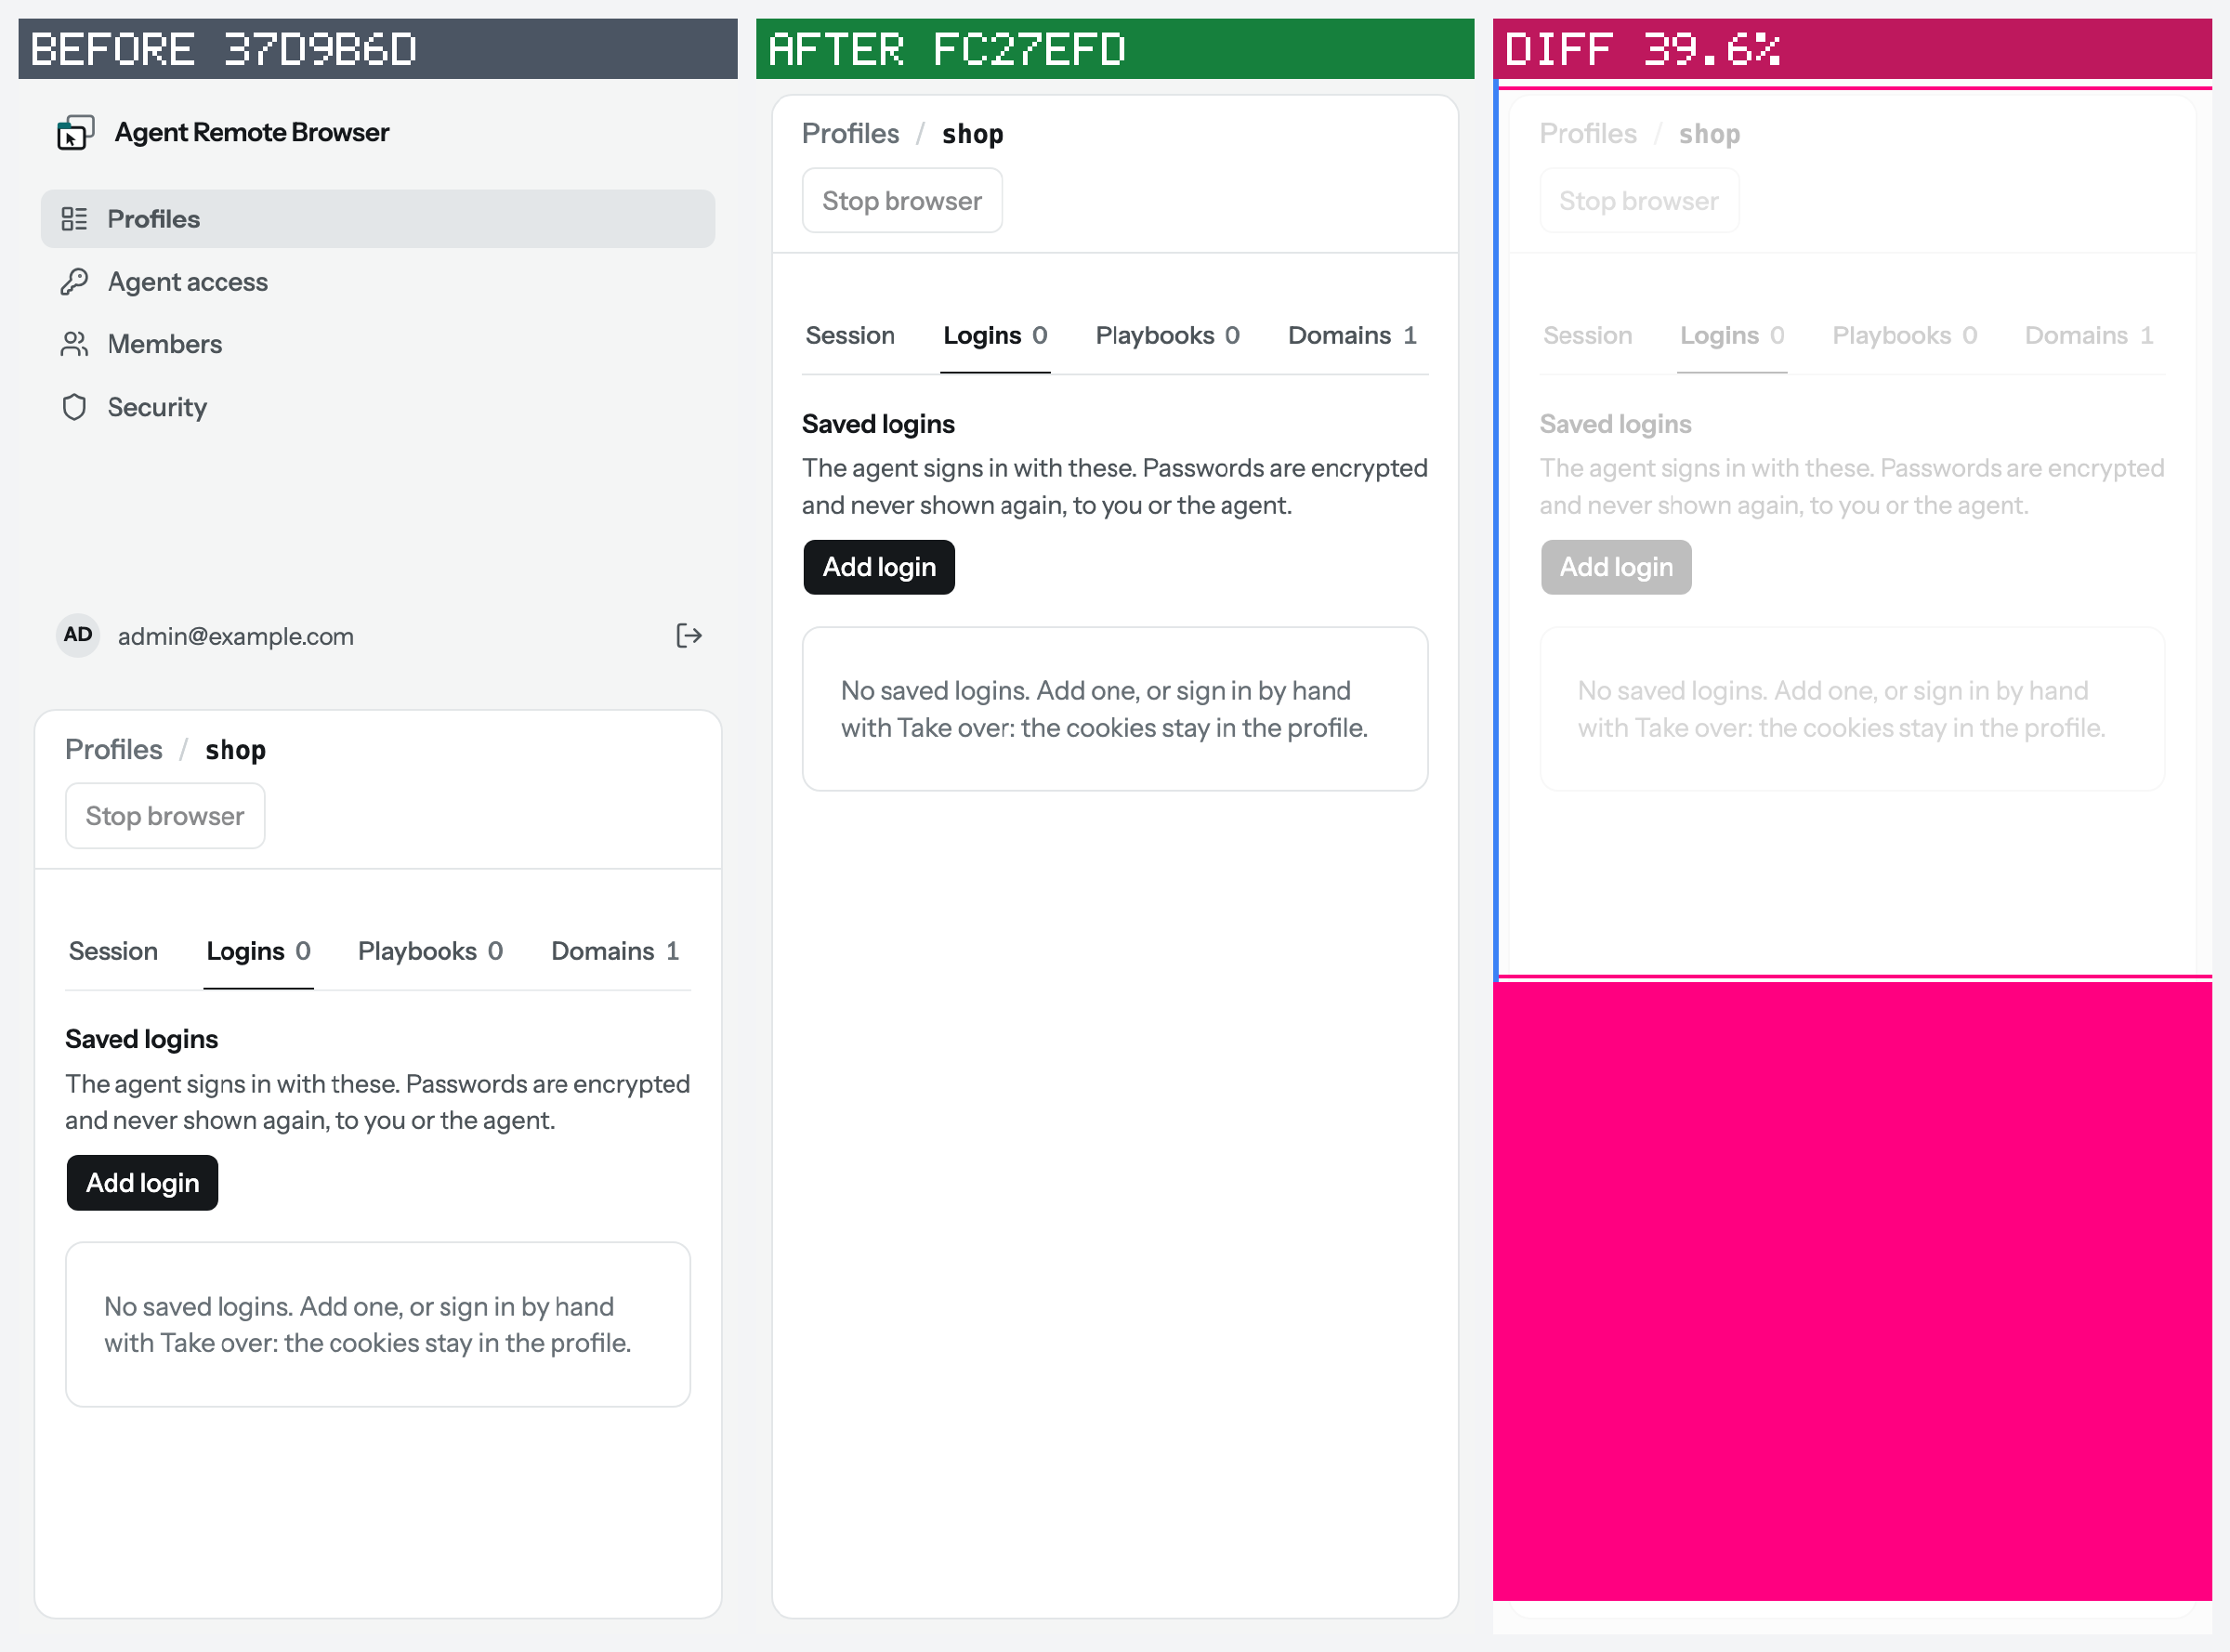 BEFORE 37D9B6D
Agent Remote Browser
Profiles
Agent access
Members
Security
AD admin@example.com
Profiles / shop
Stop browser
Session Logins 0 Playbooks 0 Domains 1
Saved logins
The agent signs in with these. Passwords are encrypted
and never shown again, to you or the agent.
Add login
No saved logins. Add one, or sign in by hand
with Take over: the cookies stay in the profile.
AFTER FC27EFD
Profiles / shop
Stop browser
Session Logins 0 Playbooks 0 Domains 1
Saved logins
The agent signs in with these. Passwords are encrypted
and never shown again, to you or the agent.
Add login
No saved logins. Add one, or sign in by hand
with Take over: the cookies stay in the profile.
DIFF 39.6%
Profiles / shop
Stop browser
Session Logins 0 Playbooks 0 Domains 1
Saved logins
The agent signs in with these. Passwords are encrypted
and never shown again, to you or the agent.
Add login
No saved logins. Add one, or sign in by hand
with Take over: the cookies stay in the profile.